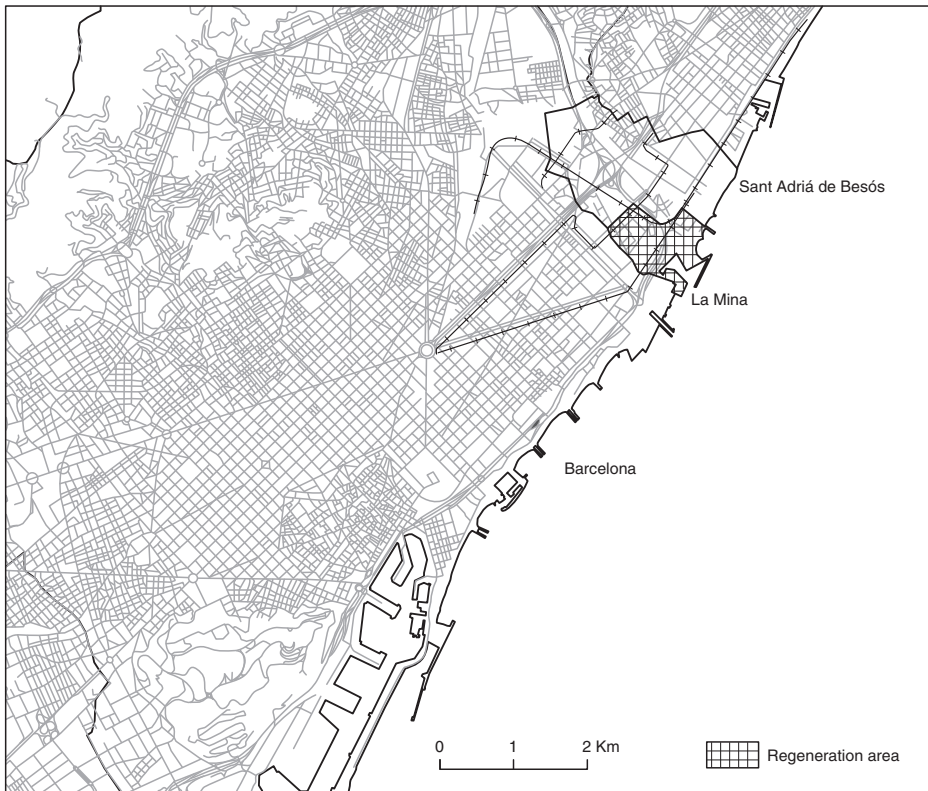 Sant Adriá de Besós
La Mina
Barcelona
0 1 2 Km
Regeneration area